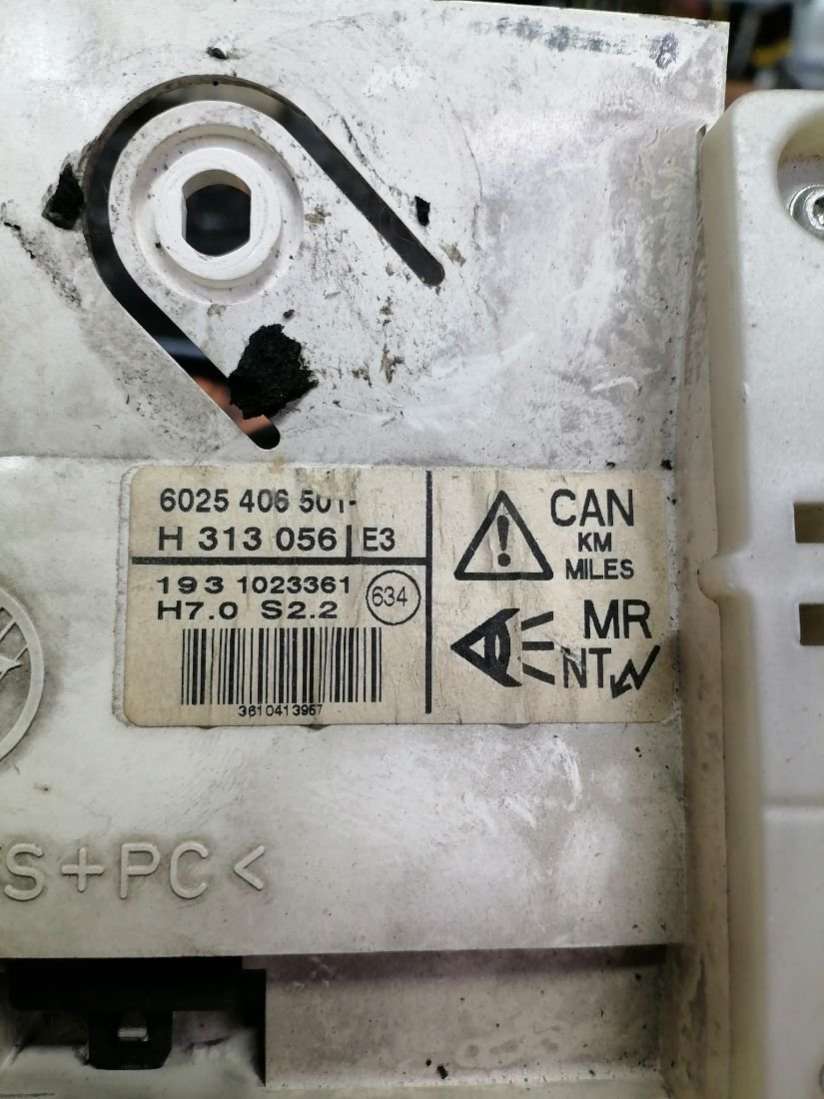 6025 406 501-
H 313 056 E3
193 1023361
H7.0 S2.2
634
3610413957
CAN
KM
MILES
MR
NT
S+PC<